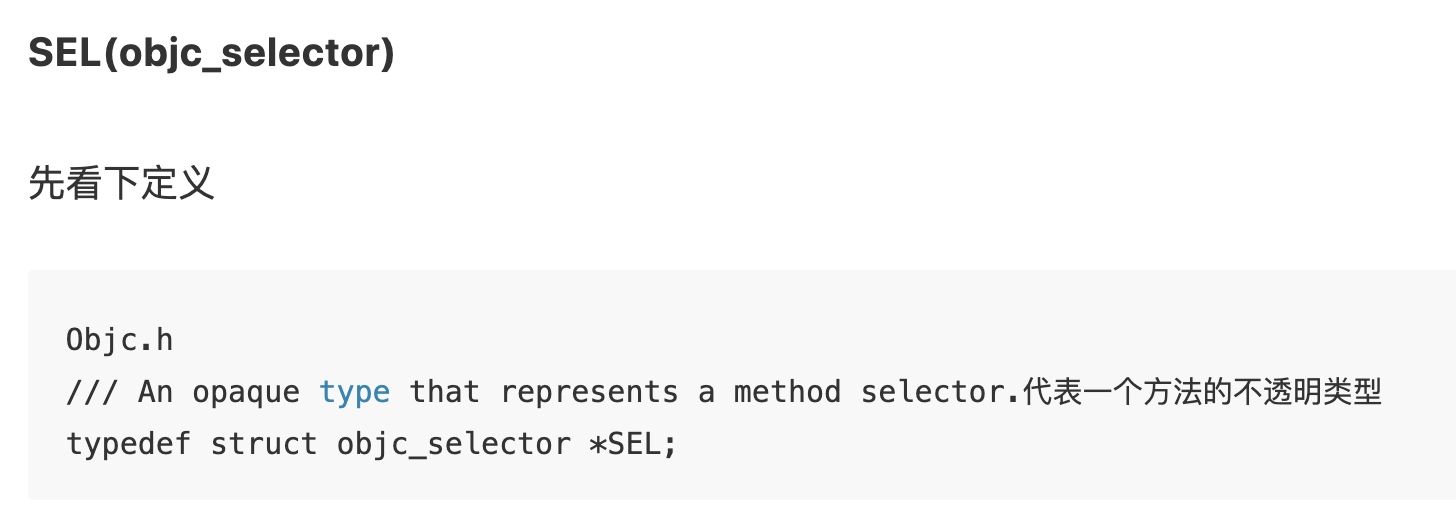 SEL(objc_selector)
先看下定义
Objc.h
/// An opaque type that represents a method selector.代表一个方法的不透明类型
typedef struct objc_selector *SEL;